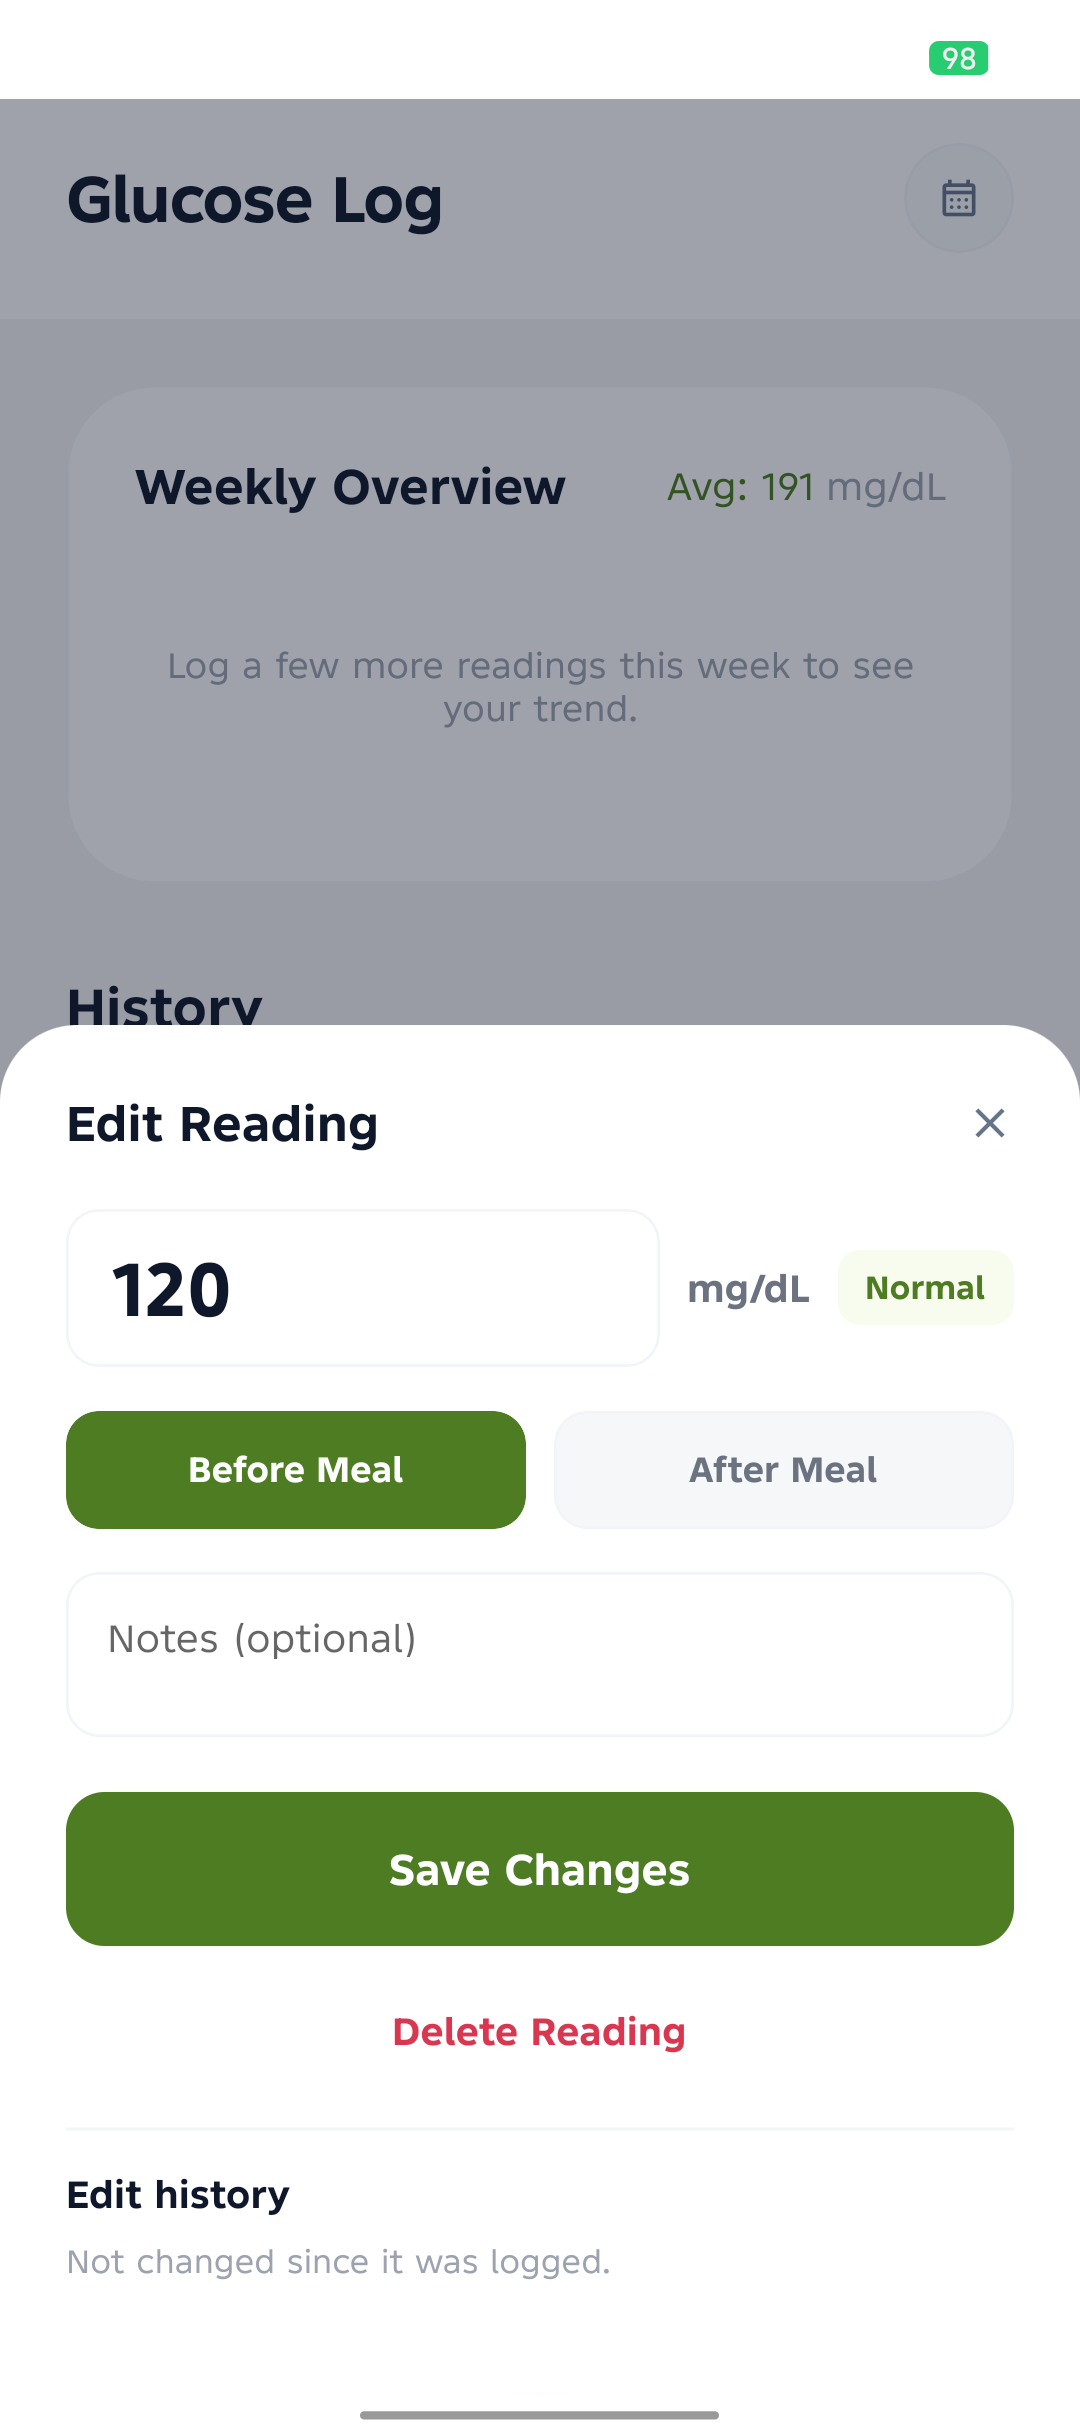 98
Glucose Log
Weekly Overview
Avg: 191 mg/dL
Log a few more readings this week to see
your trend.
History
Edit Reading
120
mg/dL
Normal
Before Meal
After Meal
Notes (optional)
Save Changes
Delete Reading
Edit history
Not changed since it was logged.